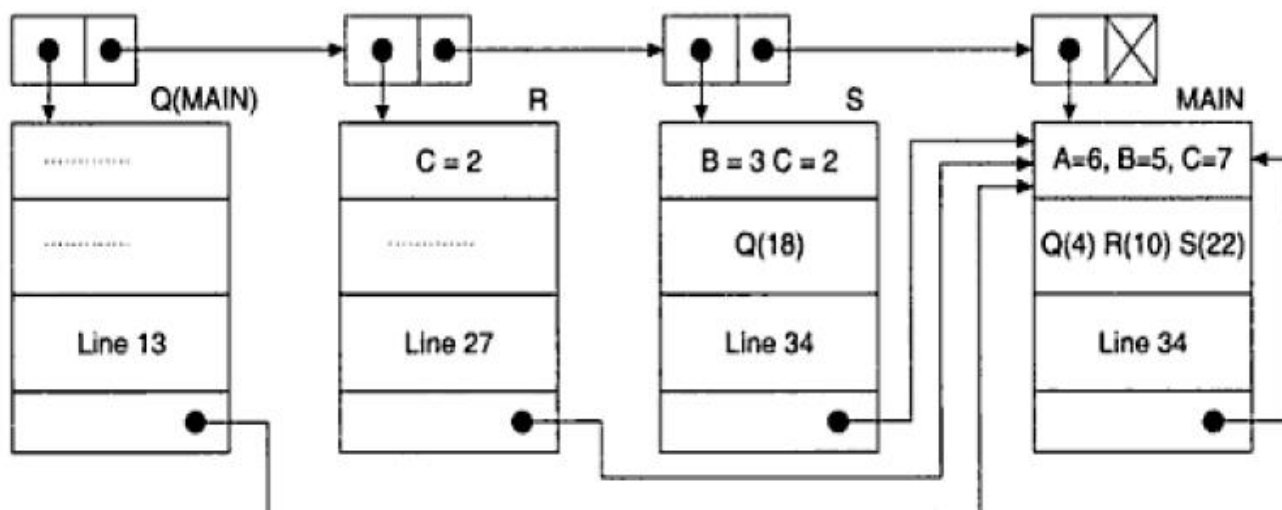 Q(MAIN)
R
S
MAIN
C = 2
B = 3 C = 2
A=6, B=5, C=7
Q(18)
Q(4) R(10) S(22)
Line 13
Line 27
Line 34
Line 34